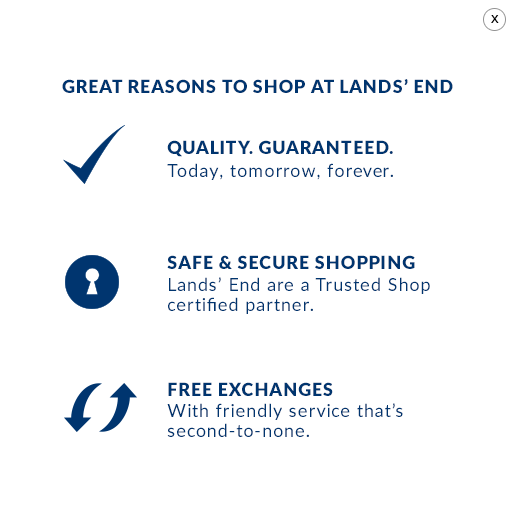 X
GREAT REASONS TO SHOP AT LANDS’ END
QUALITY. GUARANTEED.
Today, tomorrow, forever.
SAFE & SECURE SHOPPING
Lands’ End are a Trusted Shop
certified partner.
FREE EXCHANGES
With friendly service that’s
second-to-none.